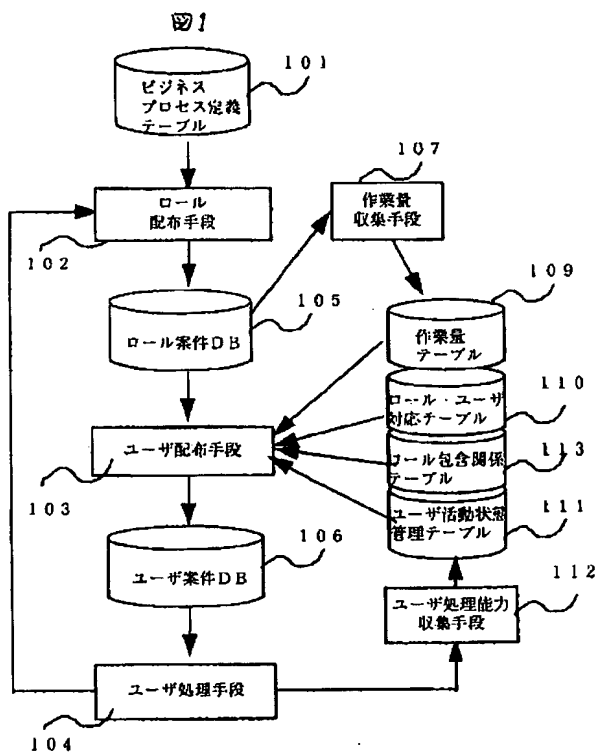 図1
101
ビジネス
プロセス定義
テーブル
107
ロール
配布手段
作業量
収集手段
102
109
105
作業量
テーブル
ロール案件DB
110
ロール・ユーザ
対応テーブル
ユーザ配布手段
113
ロール包含関係
テーブル
103
111
ユーザ活動状態
管理テーブル
106
ユーザ案件DB
112
ユーザ処理能力
収集手段
ユーザ処理手段
104